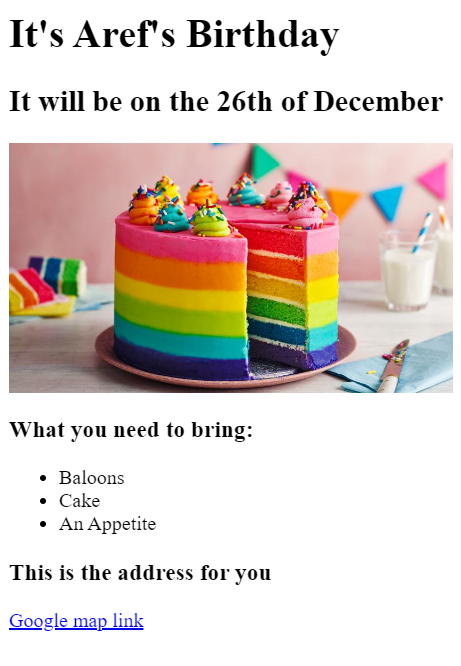 It's Aref's Birthday
It will be on the 26th of December
What you need to bring:
Baloons
Cake
An Appetite
This is the address for you
Google map link